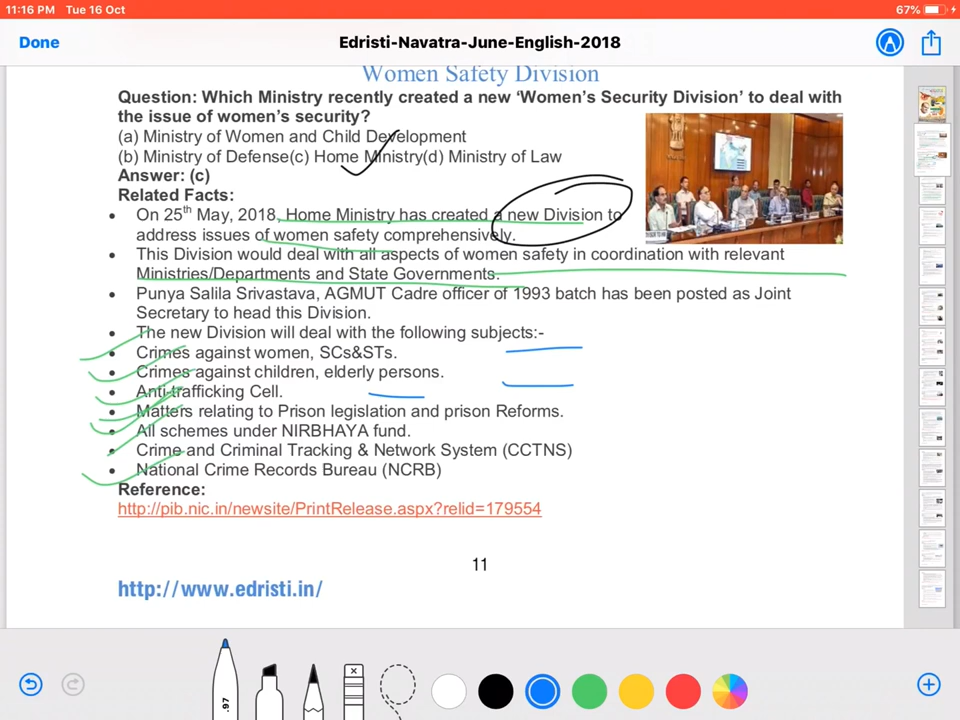 11:16 PM Tue 16 Oct 67%
Done Edristi-Navatra-June-English-2018
Women Safety Division
Question: Which Ministry recently created a new ‘Women’s Security Division’ to deal with
the issue of women’s security?
(a) Ministry of Women and Child Development
(b) Ministry of Defense(c) Home Ministry(d) Ministry of Law
Answer: (c)
Related Facts:
• On 25th May, 2018, Home Ministry has created a new Division to
address issues of women safety comprehensively.
• This Division would deal with all aspects of women safety in coordination with relevant
Ministries/Departments and State Governments.
• Punya Salila Srivastava, AGMUT Cadre officer of 1993 batch has been posted as Joint
Secretary to head this Division.
• The new Division will deal with the following subjects:-
• Crimes against women, SCs&STs.
• Crimes against children, elderly persons.
• Anti-trafficking Cell.
• Matters relating to Prison legislation and prison Reforms.
• All schemes under NIRBHAYA fund.
• Crime and Criminal Tracking & Network System (CCTNS)
• National Crime Records Bureau (NCRB)
Reference:
http://pib.nic.in/newsite/PrintRelease.aspx?relid=179554
11
http://www.edristi.in/
.97